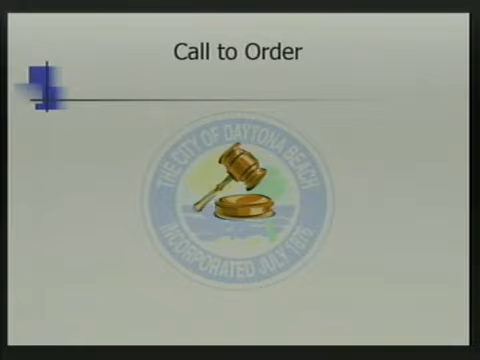 Call to Order
THE CITY OF DAYTONA BEACH
INCORPORATED JULY 1876